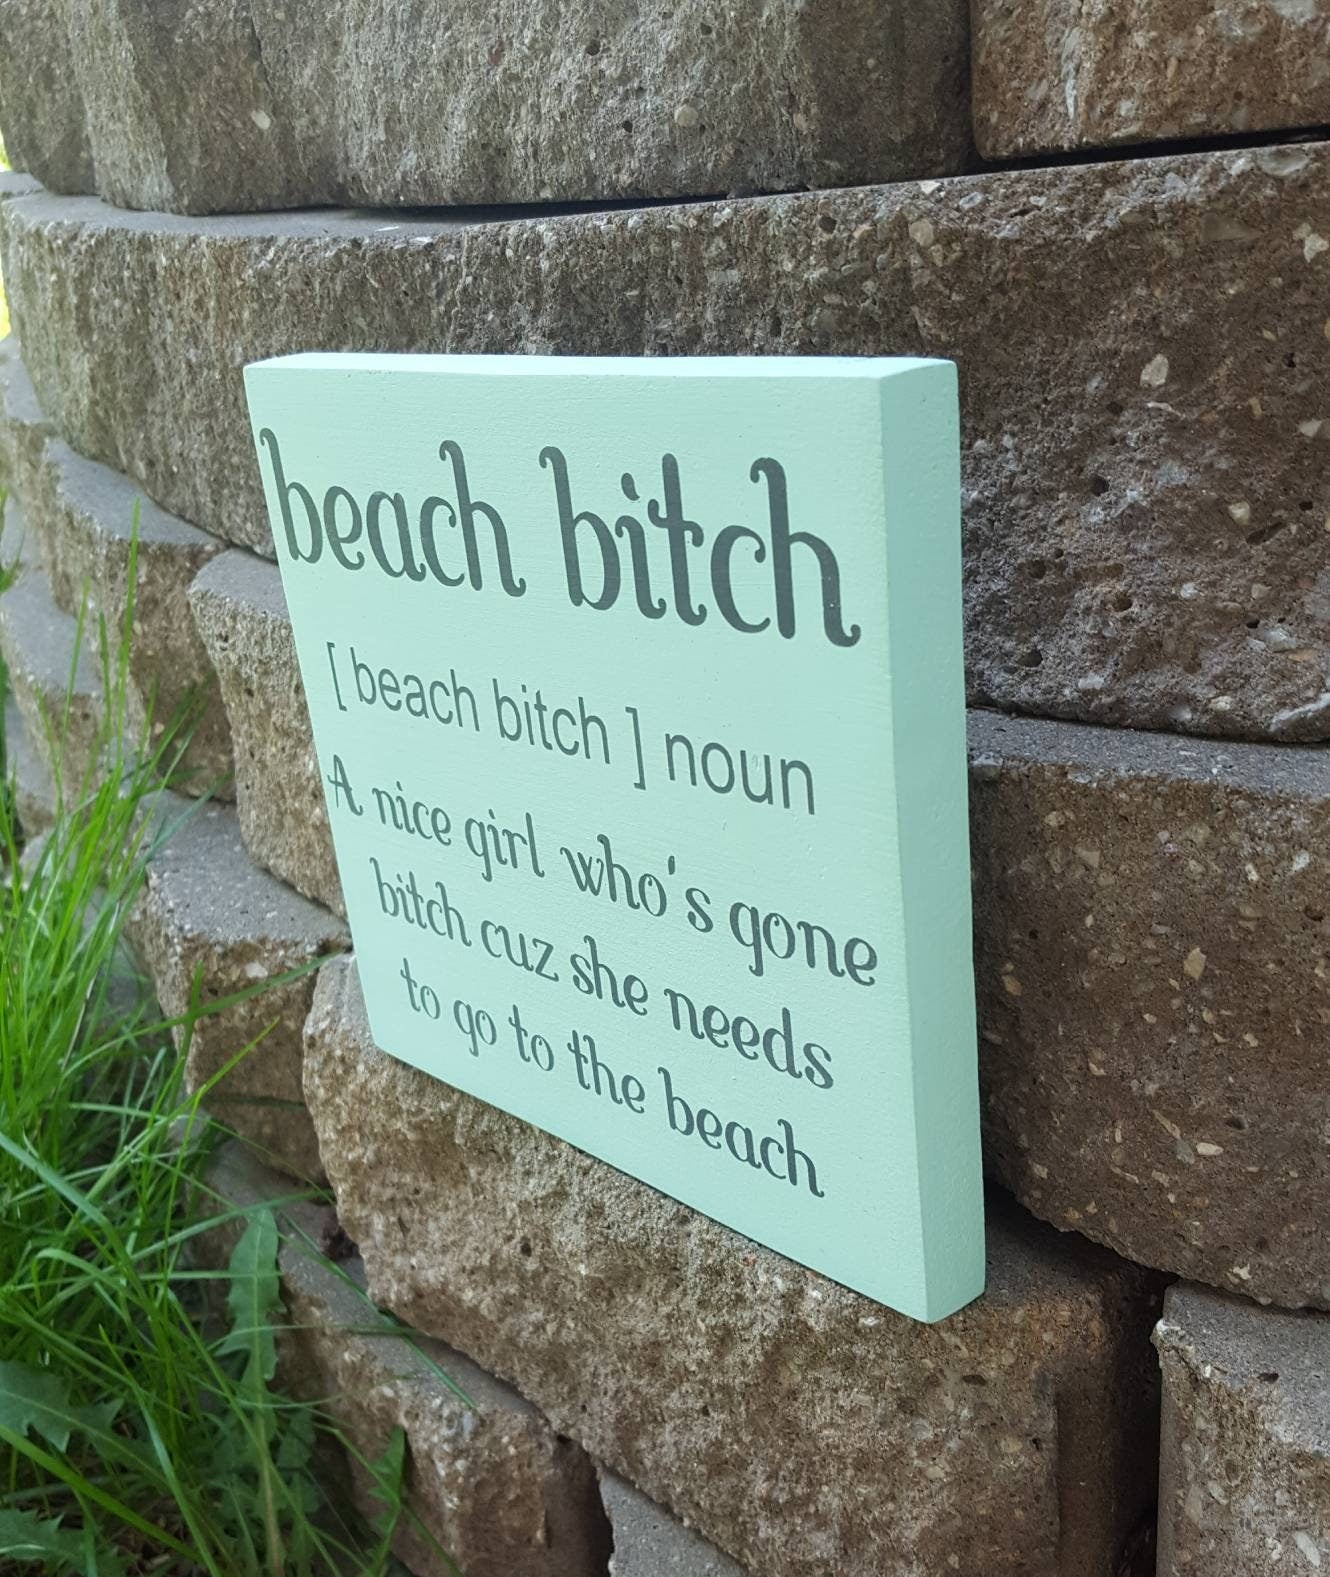 beach bitch
[ beach bitch ] noun
A nice girl who's gone
bitch cuz she needs
to go to the beach